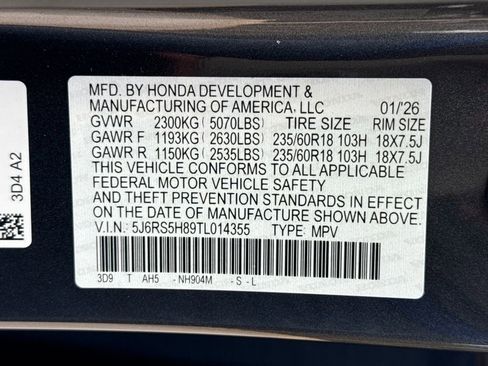 MFD. BY HONDA DEVELOPMENT &
MANUFACTURING OF AMERICA, LLC 01/'26
GVWR 2300KG (5070LBS) TIRE SIZE RIM SIZE
GAWR F 1193KG (2630LBS) 235/60R18 103H 18X7.5J
GAWR R 1150KG (2535LBS) 235/60R18 103H 18X7.5J
THIS VEHICLE CONFORMS TO ALL APPLICABLE
FEDERAL MOTOR VEHICLE SAFETY
AND THEFT PREVENTION STANDARDS IN EFFECT
ON THE DATE OF MANUFACTURE SHOWN ABOVE.
V.I.N.: 5J6RS5H89TL014355 TYPE: MPV
3D9 T AH5 -NH904M -S-L
3D4 A2